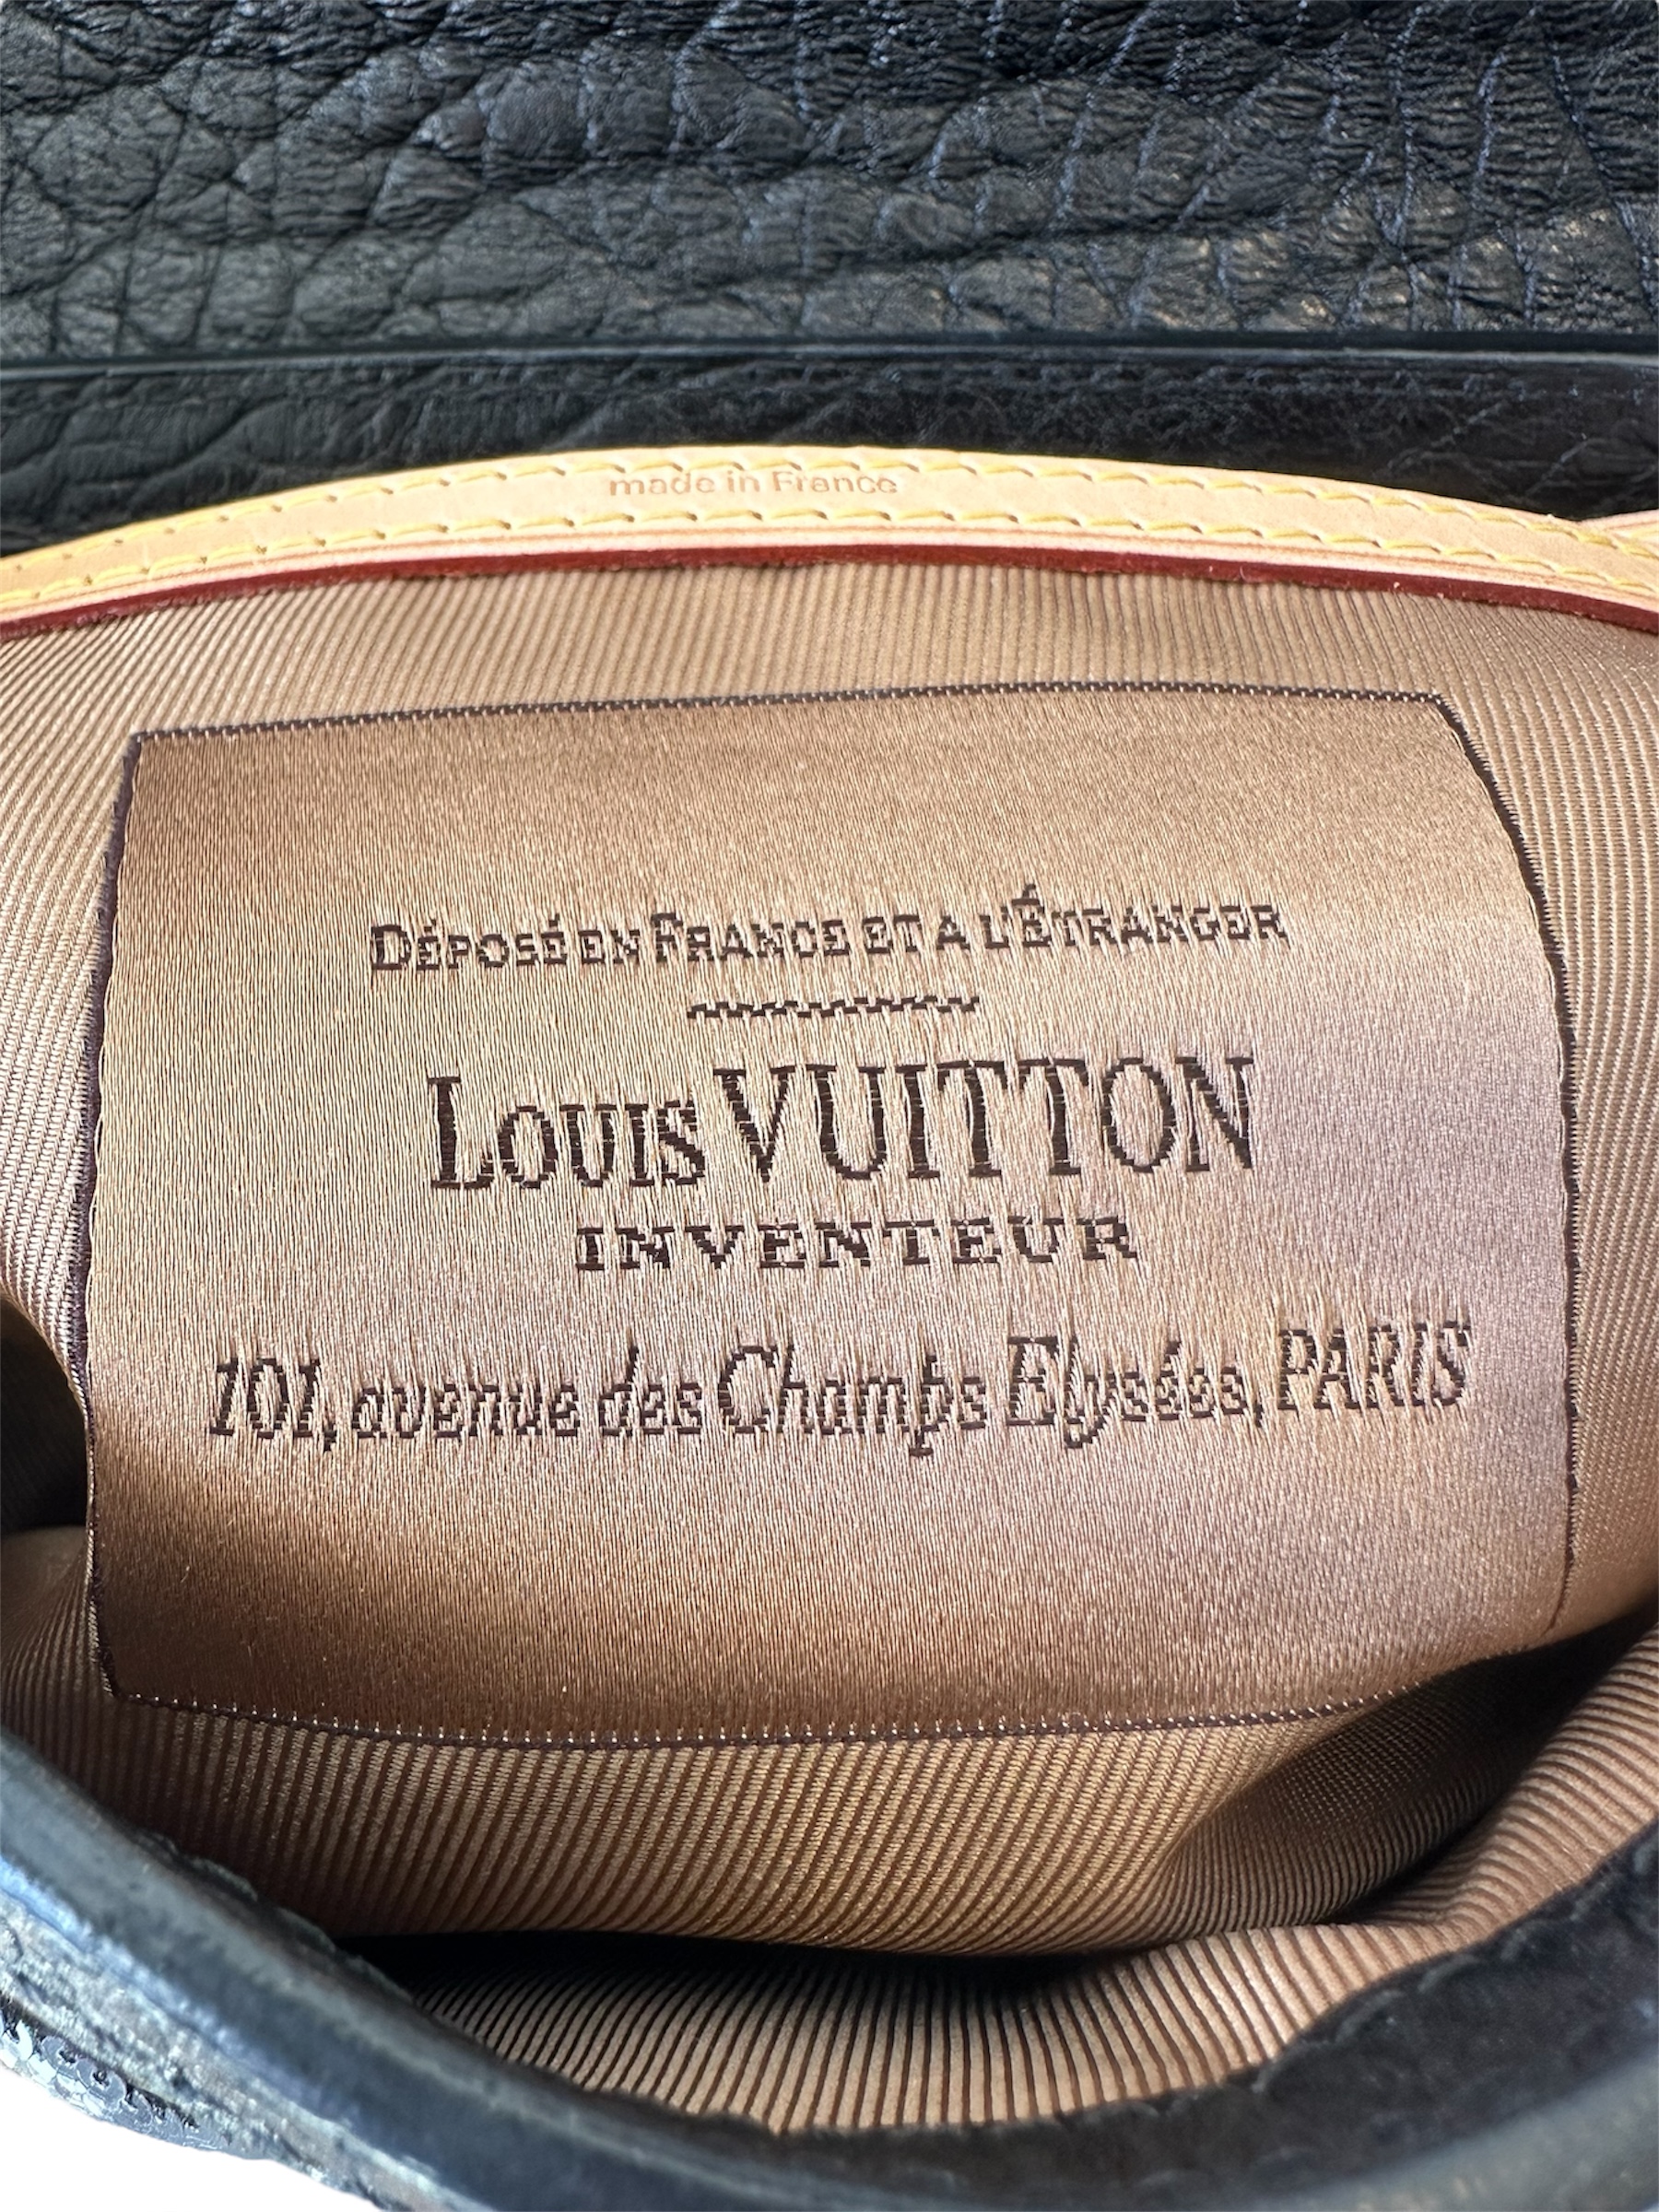 made in France
DÉPOSÉ EN FRANCE ET A L'ÉTRANGER
LOUIS VUITTON
INVENTEUR
101, avenue des Champs Elysées, PARIS